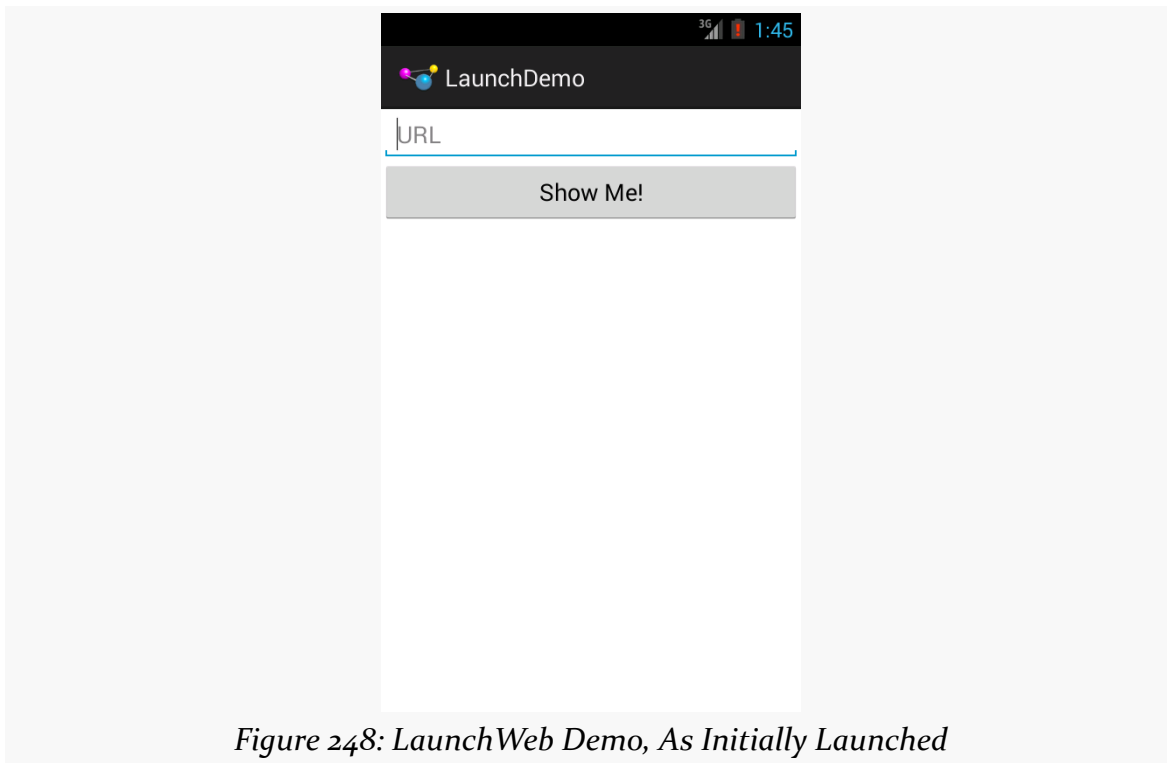 3G 1:45
LaunchDemo
URL
Show Me!
Figure 248: LaunchWeb Demo, As Initially Launched